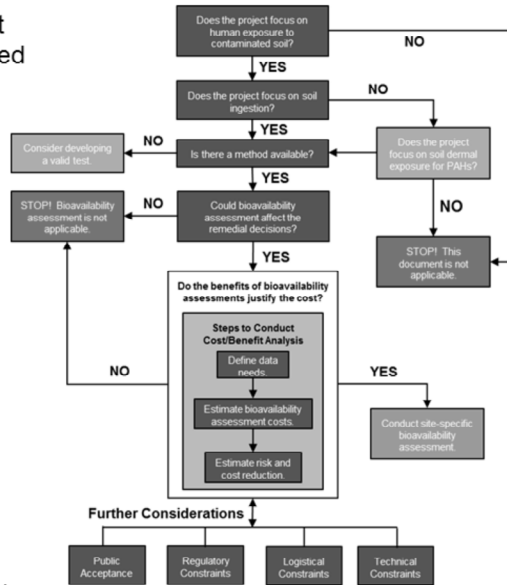 t
ed
Does the project focus on
human exposure to
contaminated soil?
NO
YES
Does the project focus on soil
ingestion?
NO
YES
Consider developing
a valid test.
NO
Is there a method available?
Does the project
focus on soil dermal
exposure for PAHs?
YES
STOP! Bioavailability
assessment is not
applicable.
NO
Could bioavailability
assessment affect the
remedial decisions?
NO
YES
STOP! This
document is not
applicable.
Do the benefits of bioavailability
assessments justify the cost?
Steps to Conduct
Cost/Benefit Analysis
Define data
needs.
NO
YES
Estimate bioavailability
assessment costs.
Conduct site-specific
bioavailability
assessment.
Estimate risk and
cost reduction.
Further Considerations
Public
Acceptance
Regulatory
Constraints
Logistical
Constraints
Technical
Constraints